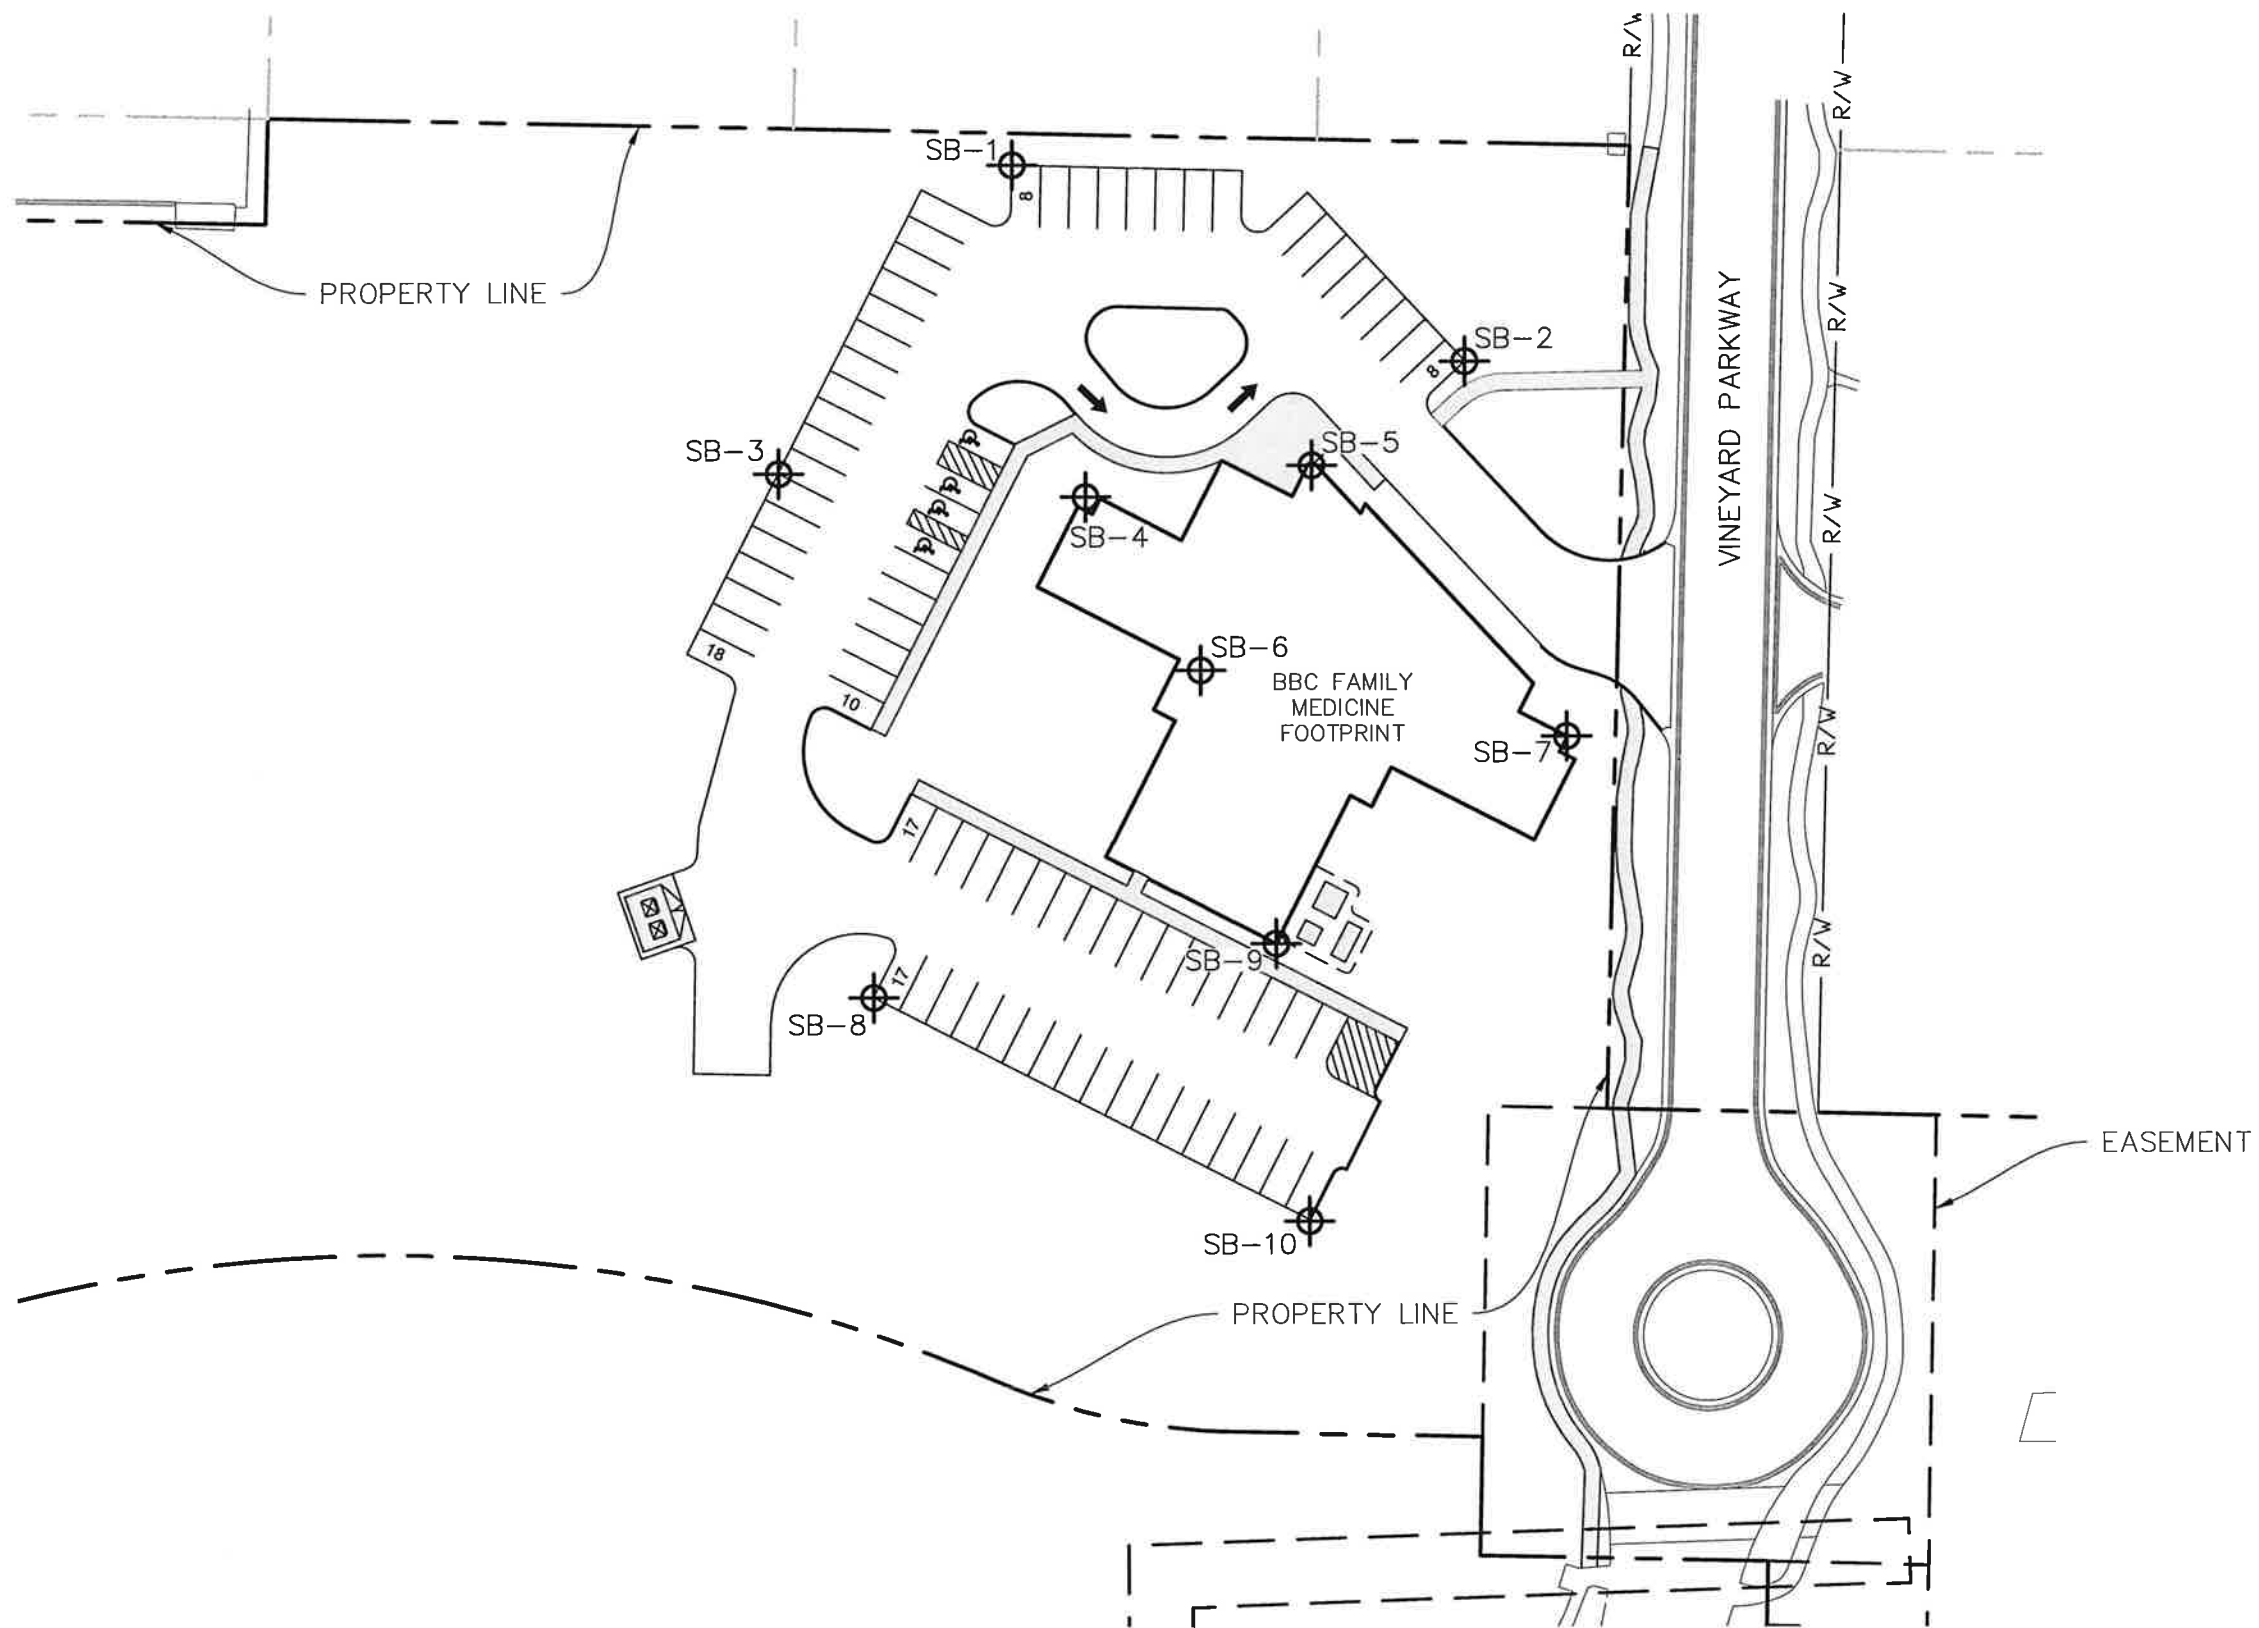 R/W
R/W
SB-1
8
PROPERTY LINE
R/W
VINEYARD PARKWAY
SB-2
8
SB-3
SB-5
R/W
SB-4
SB-6
18
BBC FAMILY
MEDICINE
FOOTPRINT
10
R/W
SB-7
17
R/W
SB-9
17
SB-8
EASEMENT
SB-10
PROPERTY LINE